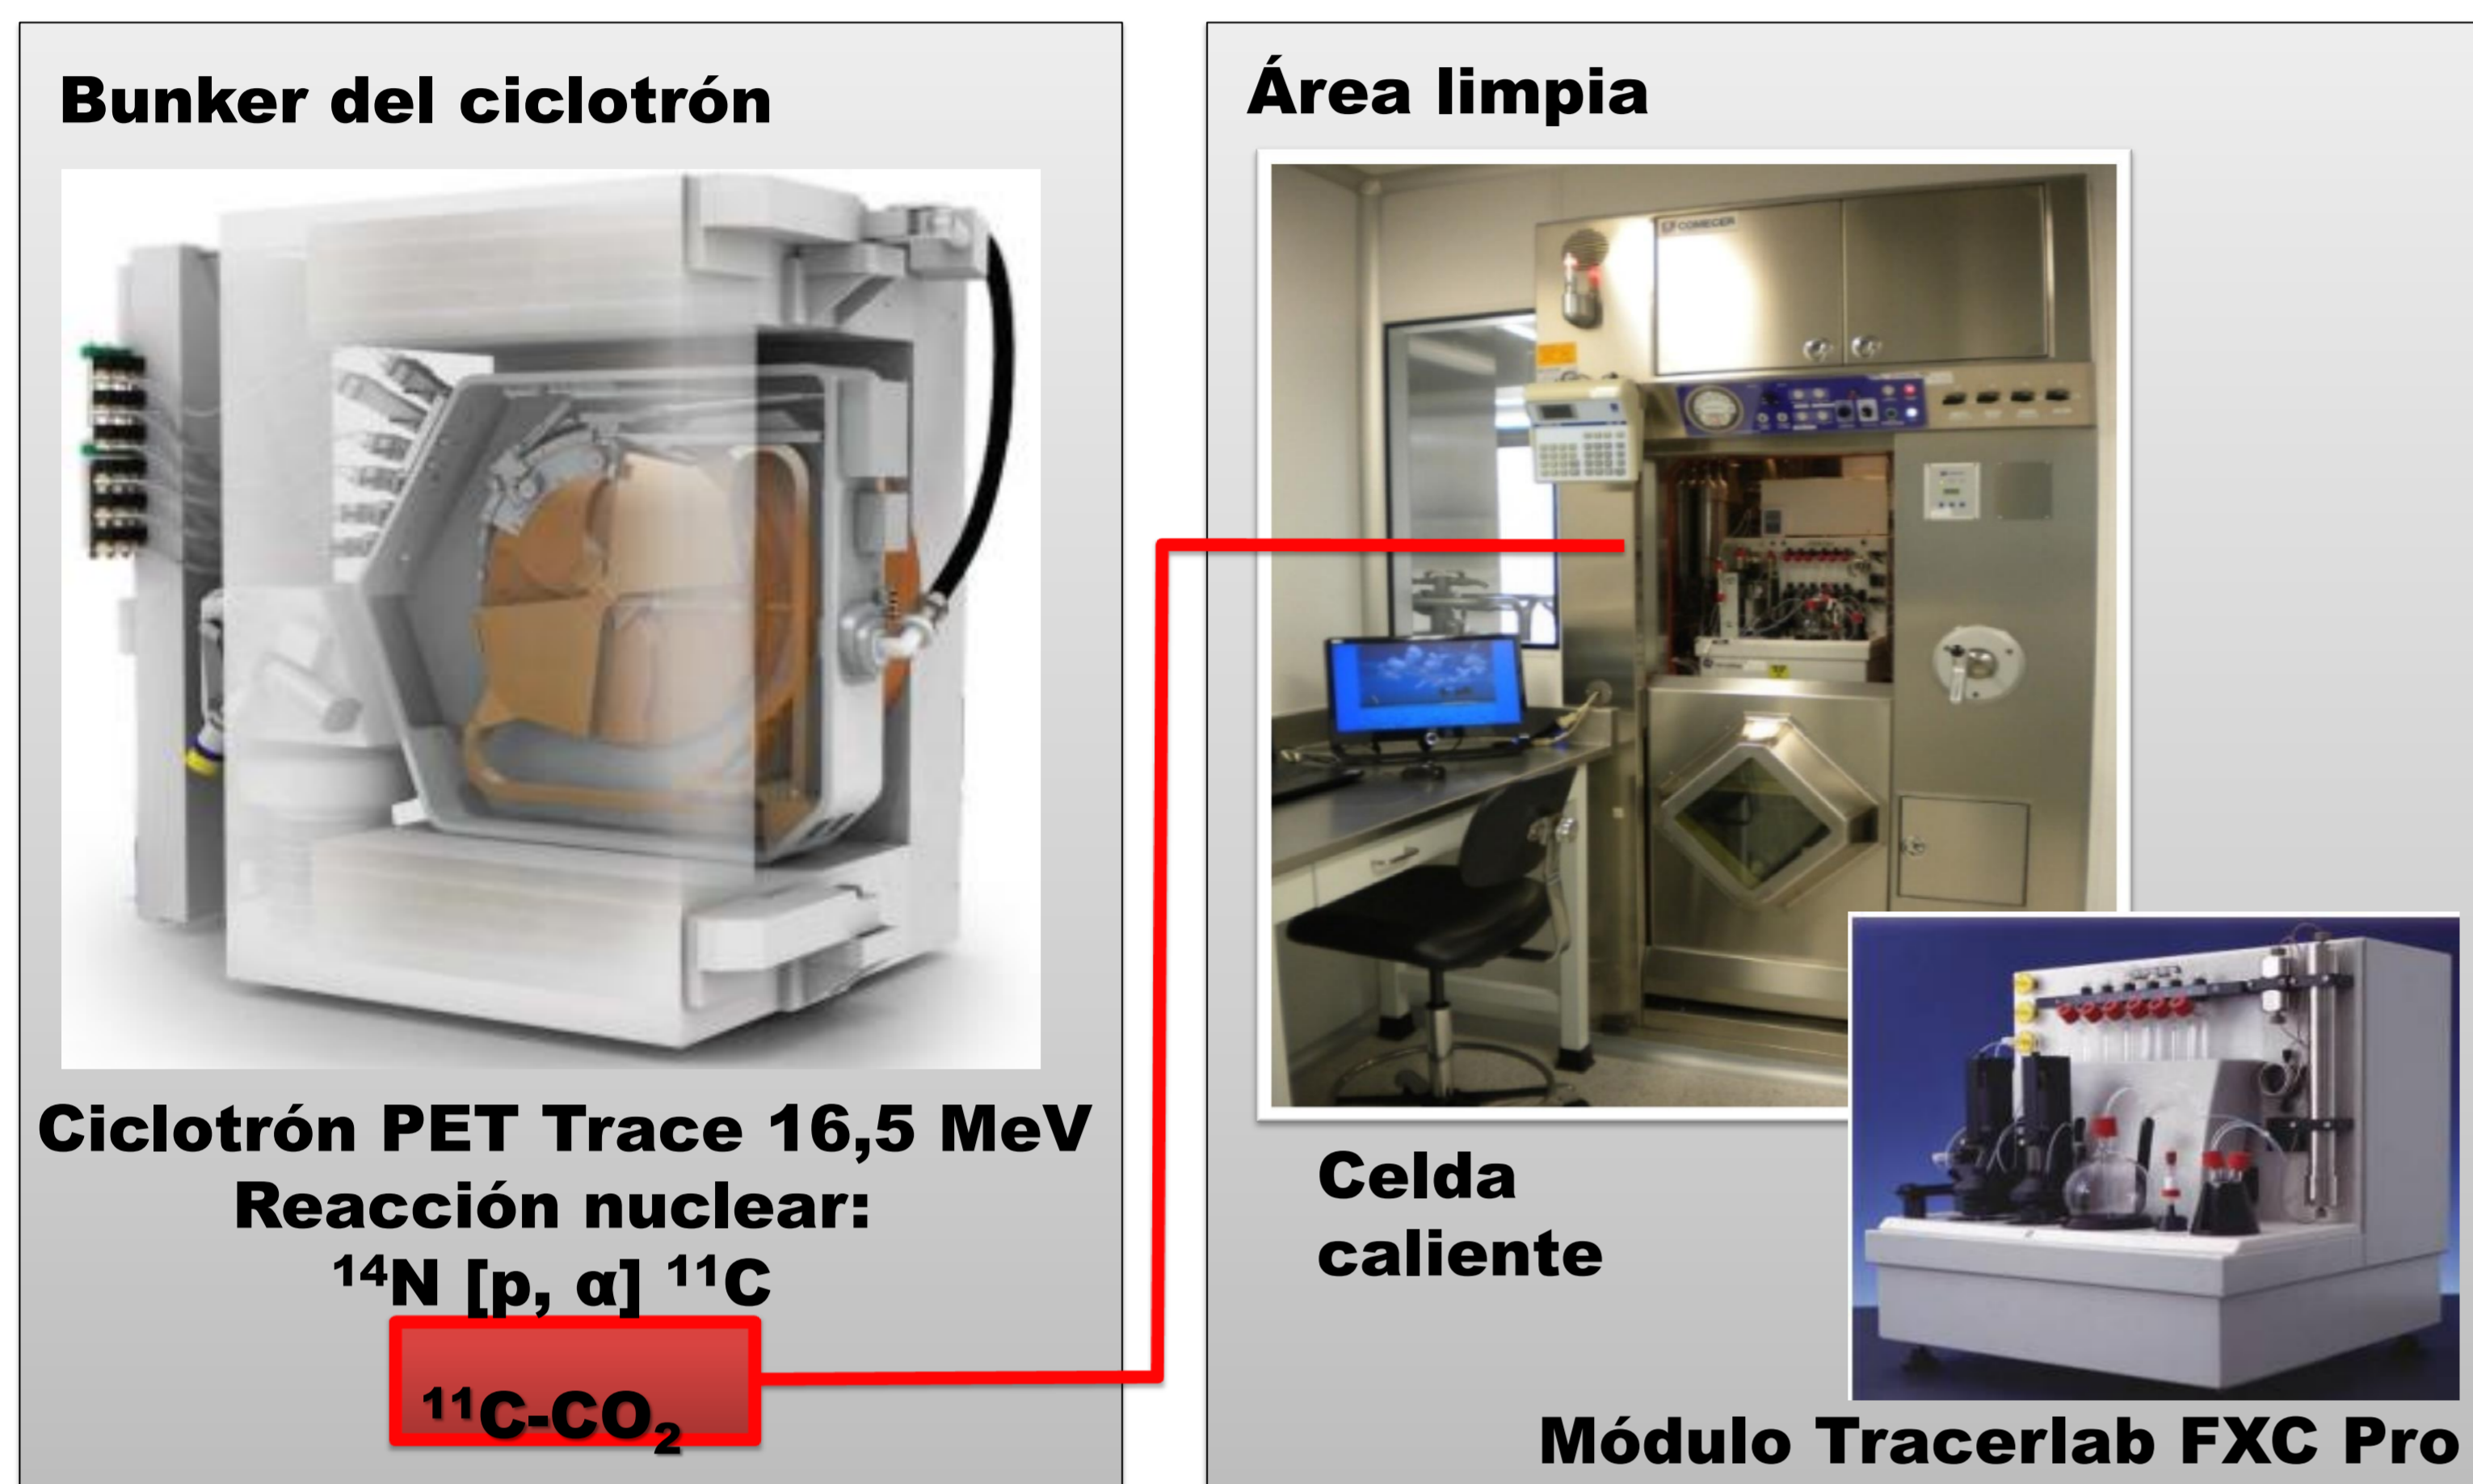 Bunker del ciclotrón
Ciclotrón PET Trace 16,5 MeV
Reacción nuclear:
¹⁴N [p, α] ¹¹C
¹¹C-CO₂
Área limpia
COMECER
Celda
caliente
Módulo Tracerlab FXC Pro